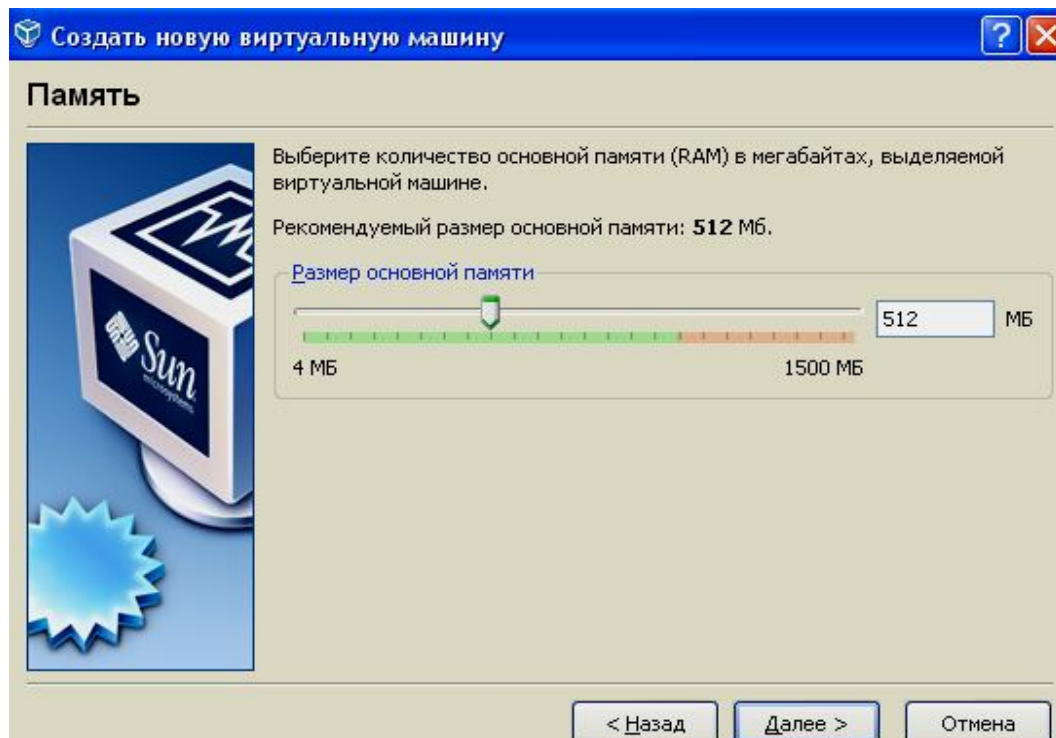 Создать новую виртуальную машину
Память
Выберите количество основной памяти (RAM) в мегабайтах, выделяемой
виртуальной машине.
Рекомендуемый размер основной памяти: 512 Мб.
Размер основной памяти
512 МБ
4 МБ 1500 МБ
Sun
microsystems
< Назад Далее > Отмена